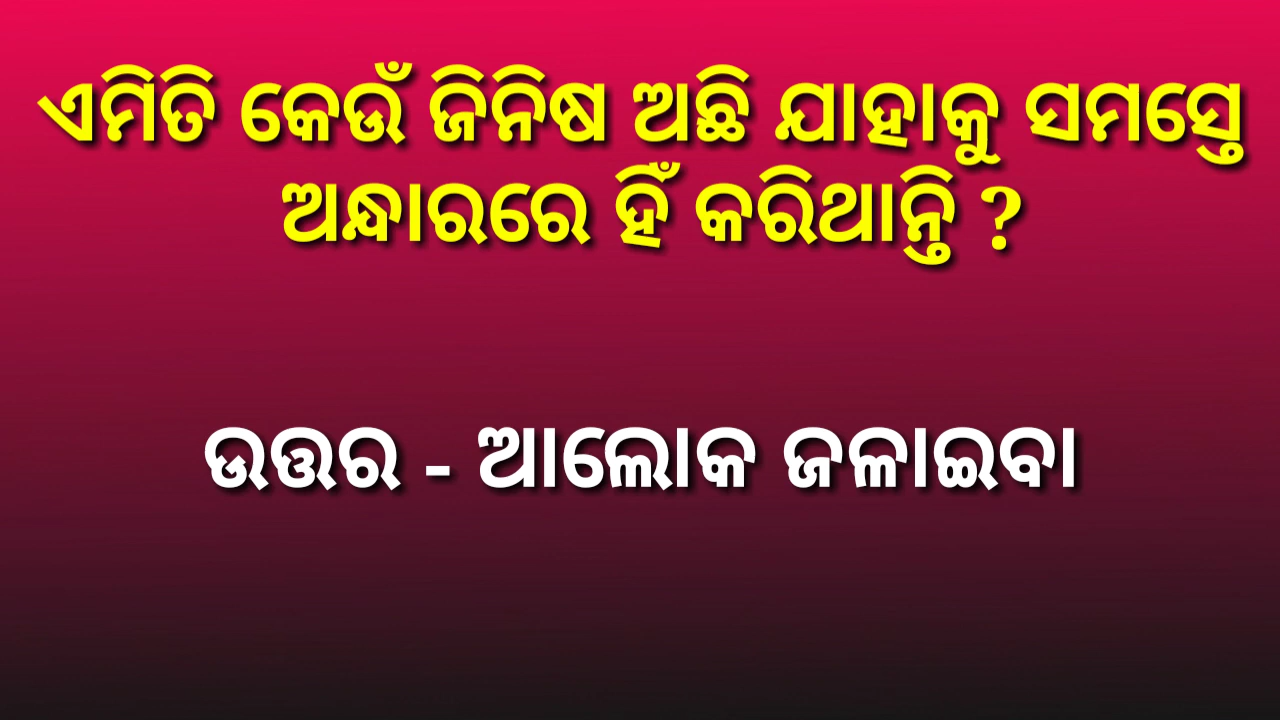 ଏମିତି କେଉଁ ଜିନିଷ ଅଛି ଯାହାକୁ ସମସ୍ତେ
ଅନ୍ଧାରରେ ହିଁ କରିଥାନ୍ତି ?
ଉତ୍ତର - ଆଲୋକ ଜଳାଇବା